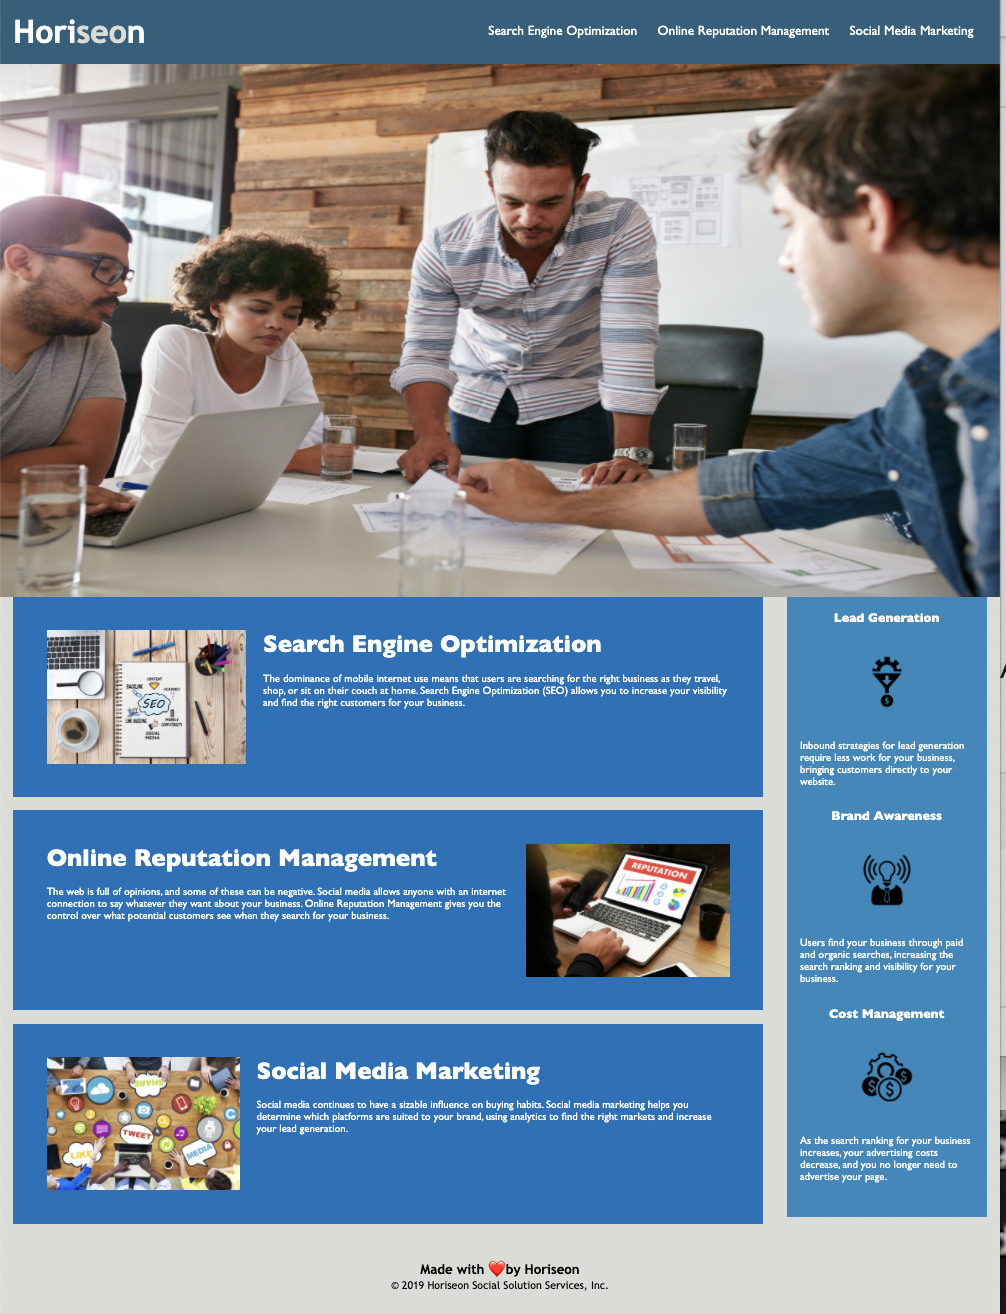 Horiseon
Search Engine Optimization
Online Reputation Management
Social Media Marketing
CONTENT
BACKLINK
SEO
LINK BUILDING
MOBILE
COMPATIBILITY
SOCIAL
MEDIA
Search Engine Optimization
The dominance of mobile internet use means that users are searching for the right business as they travel,
shop, or sit on their couch at home. Search Engine Optimization (SEO) allows you to increase your visibility
and find the right customers for your business.
Online Reputation Management
The web is full of opinions, and some of these can be negative. Social media allows anyone with an internet
connection to say whatever they want about your business. Online Reputation Management gives you the
control over what potential customers see when they search for your business.
REPUTATION
SHARE
TWEET
LIKE
MEDIA
Social Media Marketing
Social media continues to have a sizable influence on buying habits. Social media marketing helps you
determine which platforms are suited to your brand, using analytics to find the right markets and increase
your lead generation.
Lead Generation
$
Inbound strategies for lead generation
require less work for your business,
bringing customers directly to your
website.
Brand Awareness
Users find your business through paid
and organic searches, increasing the
search ranking and visibility for your
business.
Cost Management
$ $ $
As the search ranking for your business
increases, your advertising costs
decrease, and you no longer need to
advertise your page.
Made with ❤️by Horiseon
© 2019 Horiseon Social Solution Services, Inc.